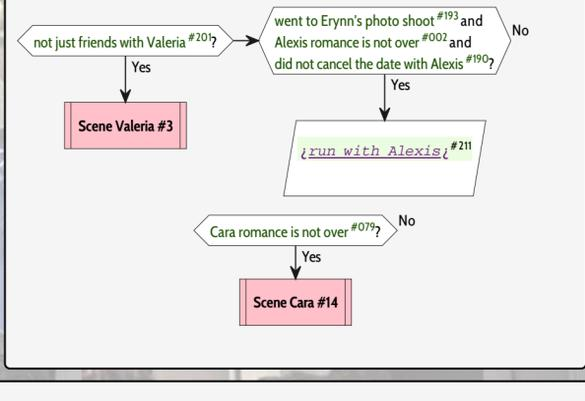 not just friends with Valeria #201?
Yes
Scene Valeria #3
went to Erynn's photo shoot #193 and
Alexis romance is not over #002 and
did not cancel the date with Alexis #190?
No
Yes
¿run with Alexis¿ #211
Cara romance is not over #079?
No
Yes
Scene Cara #14